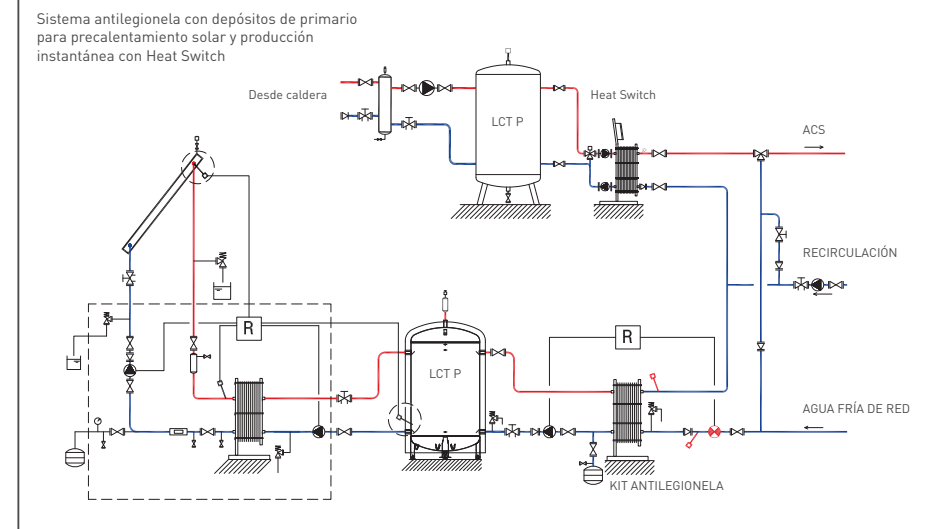 Sistema antilegionela con depósitos de primario
para precalentamiento solar y producción
instantánea con Heat Switch
Desde caldera
LCT P
Heat Switch
ACS
RECIRCULACIÓN
R
LCT P
R
AGUA FRÍA DE RED
KIT ANTILEGIONELA